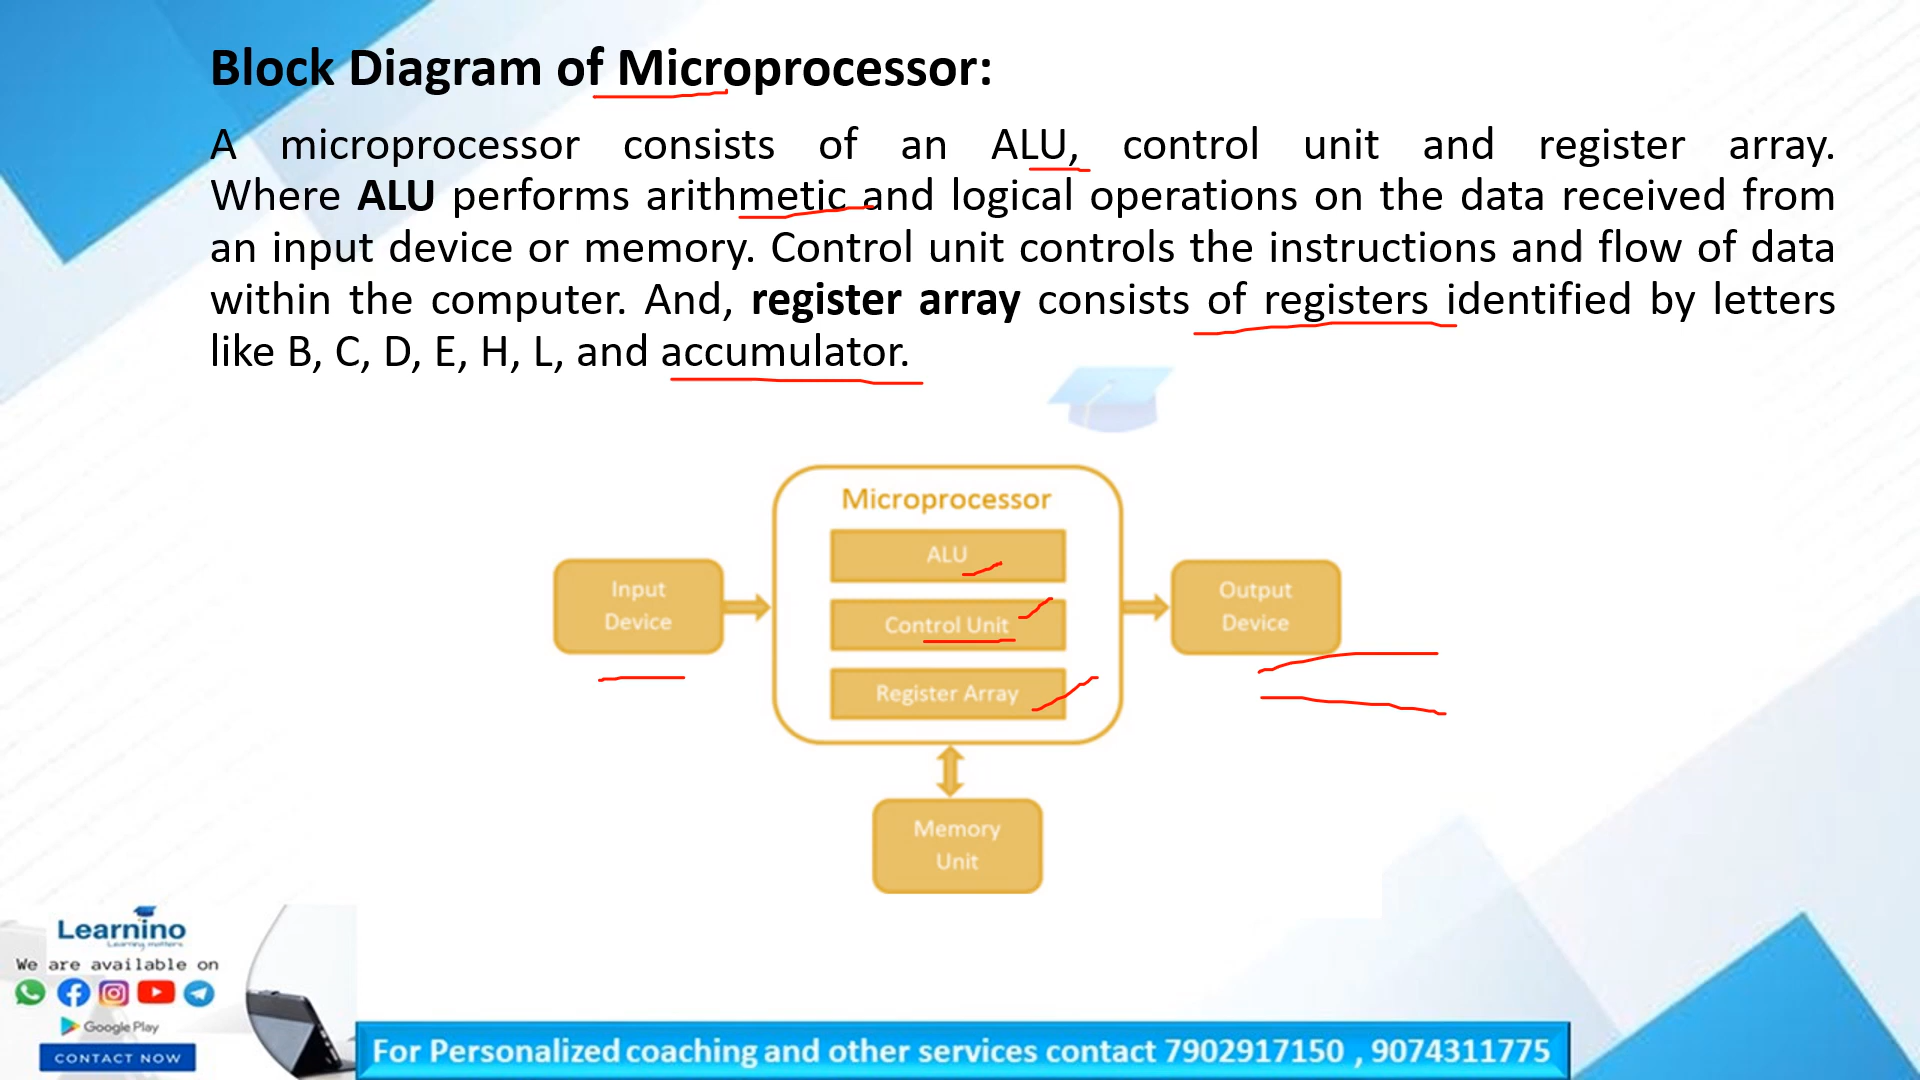 Block Diagram of Microprocessor:
A microprocessor consists of an ALU, control unit and register array.
Where ALU performs arithmetic and logical operations on the data received from
an input device or memory. Control unit controls the instructions and flow of data
within the computer. And, register array consists of registers identified by letters
like B, C, D, E, H, L, and accumulator.
Microprocessor
ALU
Input
Device
Control Unit
Output
Device
Register Array
Memory
Unit
Learnino
Learning matters
We are available on
Google Play
CONTACT NOW
For Personalized coaching and other services contact 7902917150 , 9074311775